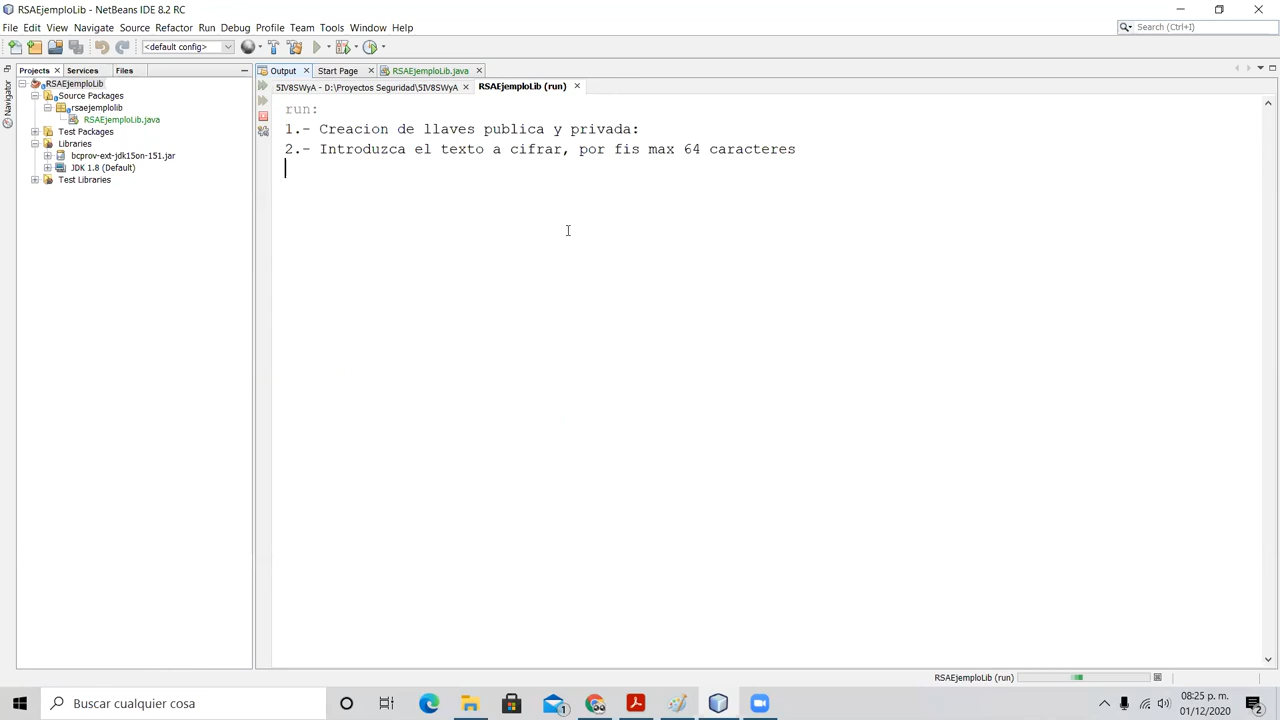 RSAEjemploLib - NetBeans IDE 8.2 RC
File Edit View Navigate Source Refactor Run Debug Profile Team Tools Window Help
Search (Ctrl+I)
<default config>
Projects Services Files
Output Start Page RSAEjemploLib.java
Navigator
RSAEjemploLib
Source Packages
rsaejemplolib
RSAEjemploLib.java
Test Packages
Libraries
bcprov-ext-jdk15on-151.jar
JDK 1.8 (Default)
Test Libraries
5IV8SWyA - D:\Proyectos Seguridad\5IV8SWyA RSAEjemploLib (run)
run:
1.- Creacion de llaves publica y privada:
2.- Introduzca el texto a cifrar, por fis max 64 caracteres
RSAEjemploLib (run)
Buscar cualquier cosa
1
08:25 p. m.
01/12/2020
2